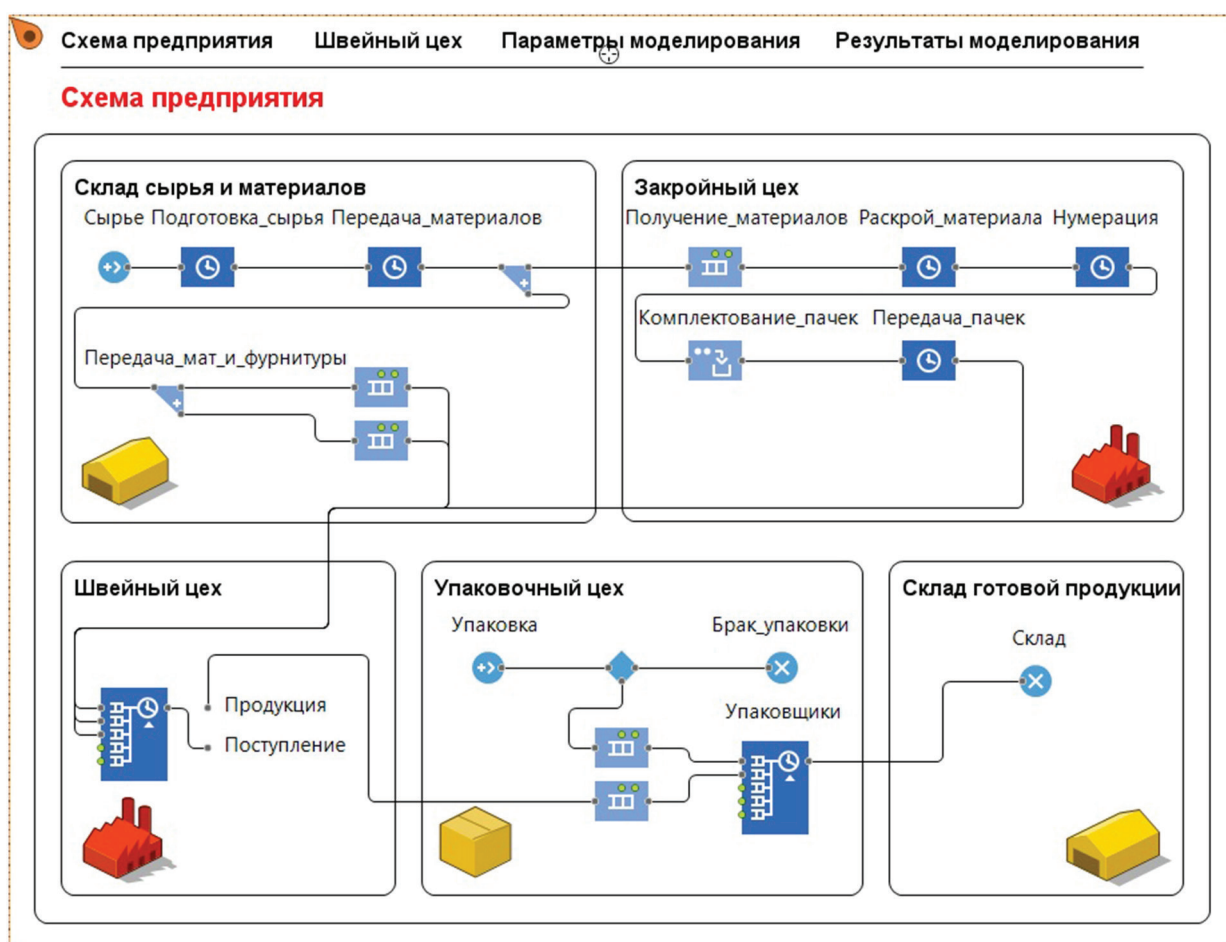 Схема предприятия Швейный цех Параметры моделирования Результаты моделирования
Схема предприятия
Склад сырья и материалов
Сырье Подготовка_сырья Передача_материалов
Передача_мат_и_фурнитуры
Закройный цех
Получение_материалов Раскрой_материала Нумерация
Комплектование_пачек Передача_пачек
Швейный цех
Продукция
Поступление
Упаковочный цех
Упаковка Брак_упаковки
Упаковщики
Склад готовой продукции
Склад